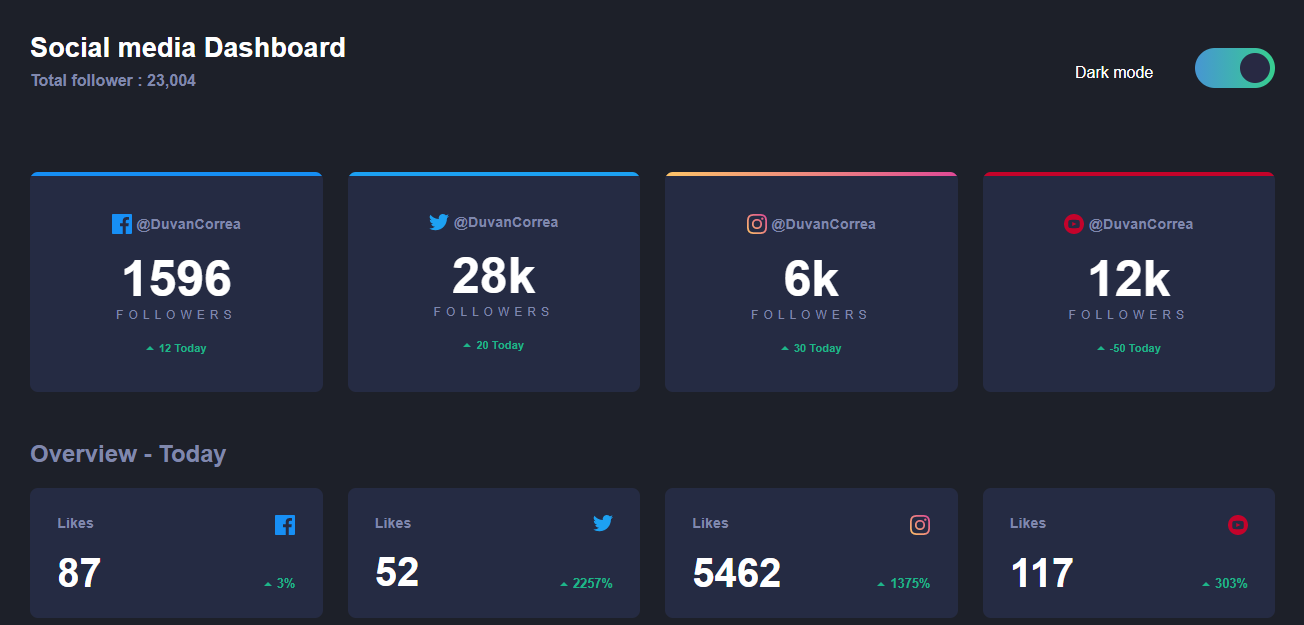 Social media Dashboard
Total follower : 23,004
Dark mode
@DuvanCorrea
1596
FOLLOWERS
12 Today
@DuvanCorrea
28k
FOLLOWERS
20 Today
@DuvanCorrea
6k
FOLLOWERS
30 Today
@DuvanCorrea
12k
FOLLOWERS
-50 Today
Overview - Today
Likes
87
3%
Likes
52
2257%
Likes
5462
1375%
Likes
117
303%